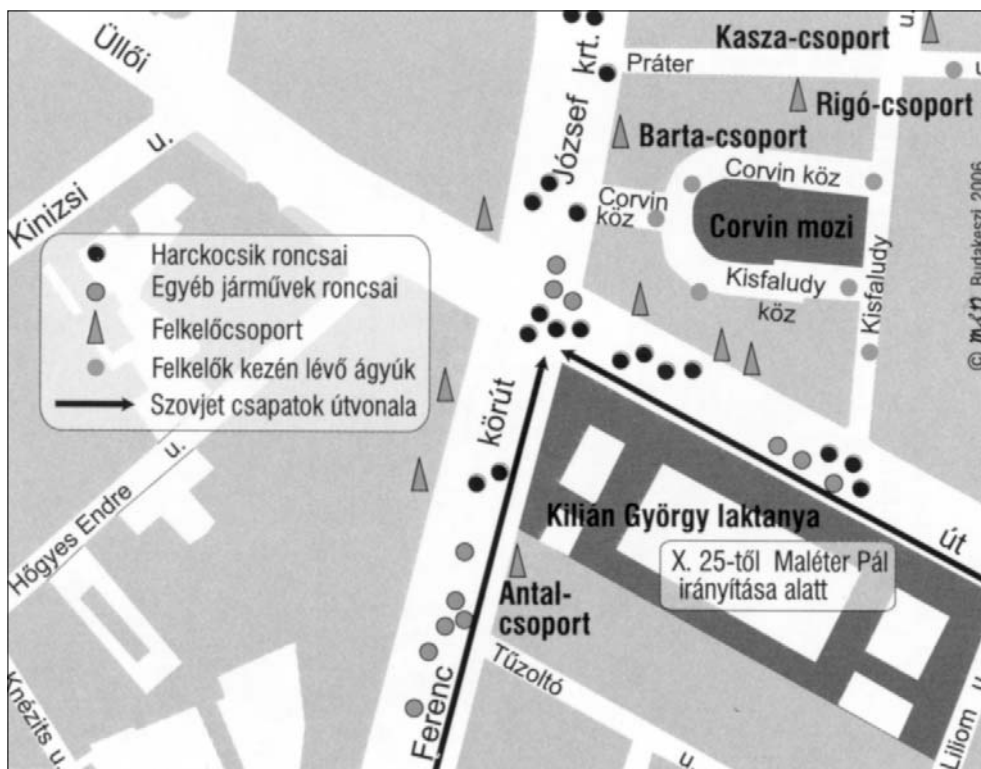 Üllői
Kinizsi
u.
József krt.
Práter
u.
u.
Kasza-csoport
Rigó-csoport
Barta-csoport
Corvin köz
Corvin
köz
Corvin mozi
Kisfaludy
köz
Kisfaludy
Harckocsik roncsai
Egyéb járművek roncsai
Felkelőcsoport
Felkelők kezén lévő ágyúk
Szovjet csapatok útvonala
Hőgyes Endre
u.
körút
Kilián György laktanya
X. 25-től Maléter Pál
irányítása alatt
út
Antal-
csoport
Tűzoltó
u.
Ferenc
Knézits u.
Liliom u.
© Budakeszi 2006